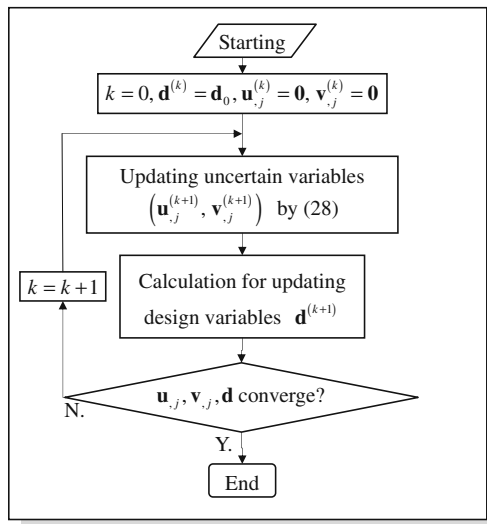 Starting
k = 0, d^(k) = d_0, u_{,j}^(k) = 0, v_{,j}^(k) = 0
Updating uncertain variables
(u_{,j}^(k+1), v_{,j}^(k+1)) by (28)
k = k+1
Calculation for updating
design variables d^(k+1)
u_{,j}, v_{,j}, d converge?
N.
Y.
End